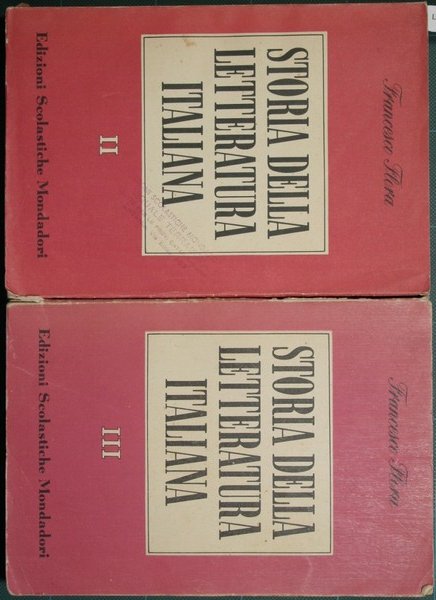 Francesco Flora
STORIA DELLA
LETTERATURA
ITALIANA
II
Edizioni Scolastiche Mondadori
Francesco Flora
STORIA DELLA
LETTERATURA
ITALIANA
III
Edizioni Scolastiche Mondadori